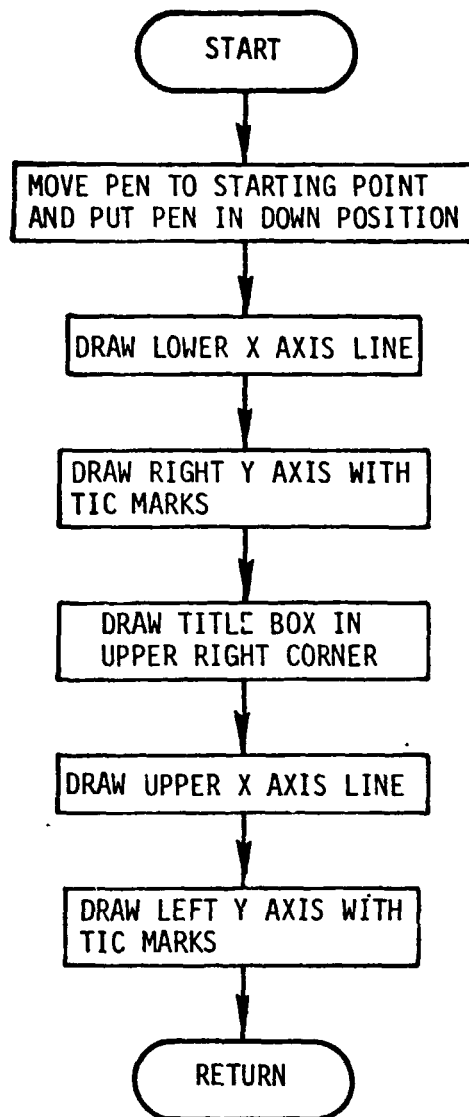 START
MOVE PEN TO STARTING POINT
AND PUT PEN IN DOWN POSITION
DRAW LOWER X AXIS LINE
DRAW RIGHT Y AXIS WITH
TIC MARKS
DRAW TITLE BOX IN
UPPER RIGHT CORNER
DRAW UPPER X AXIS LINE
DRAW LEFT Y AXIS WITH
TIC MARKS
RETURN